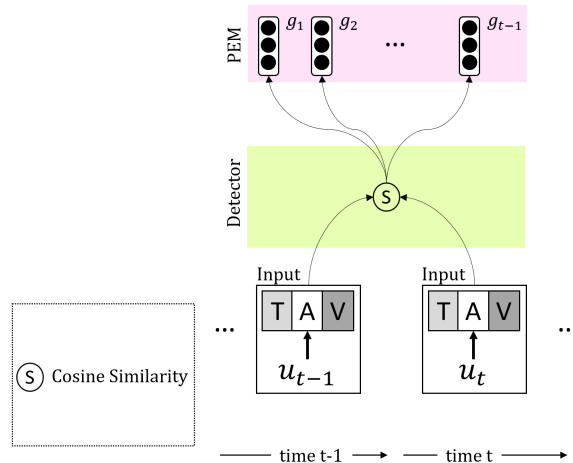 PEM
g₁ g₂ ... gₜ₋₁
Detector
S
Input Input
... T A V T A V ..
uₜ₋₁ uₜ
S Cosine Similarity
time t-1 time t